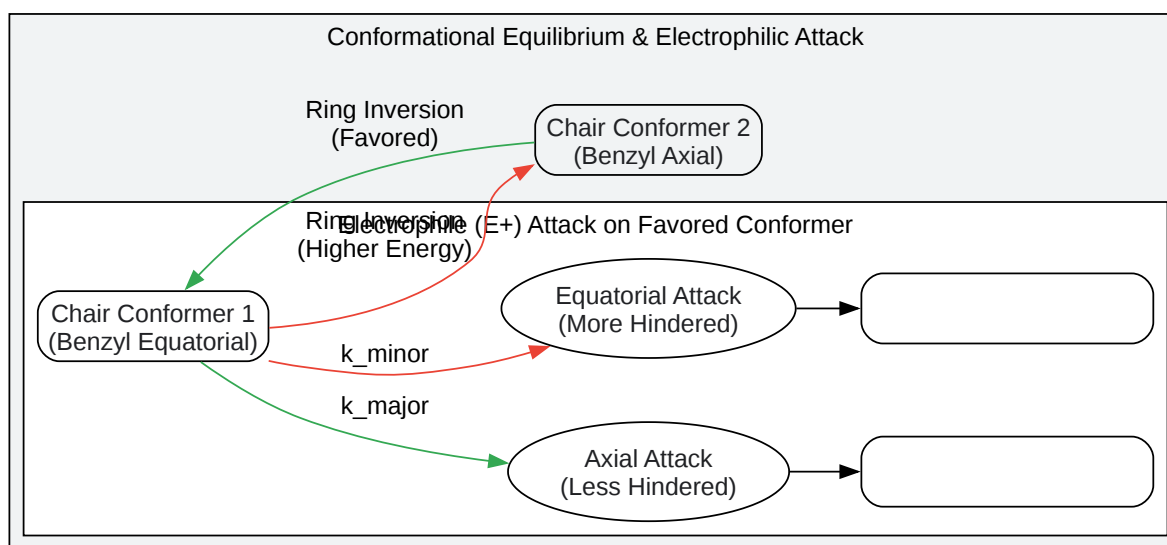 Conformational Equilibrium & Electrophilic Attack
Ring Inversion
(Favored)
Chair Conformer 2
(Benzyl Axial)
Ring Inversion
(Higher Energy)
Electrophile (E+) Attack on Favored Conformer
Chair Conformer 1
(Benzyl Equatorial)
Equatorial Attack
(More Hindered)
k_minor
k_major
Axial Attack
(Less Hindered)